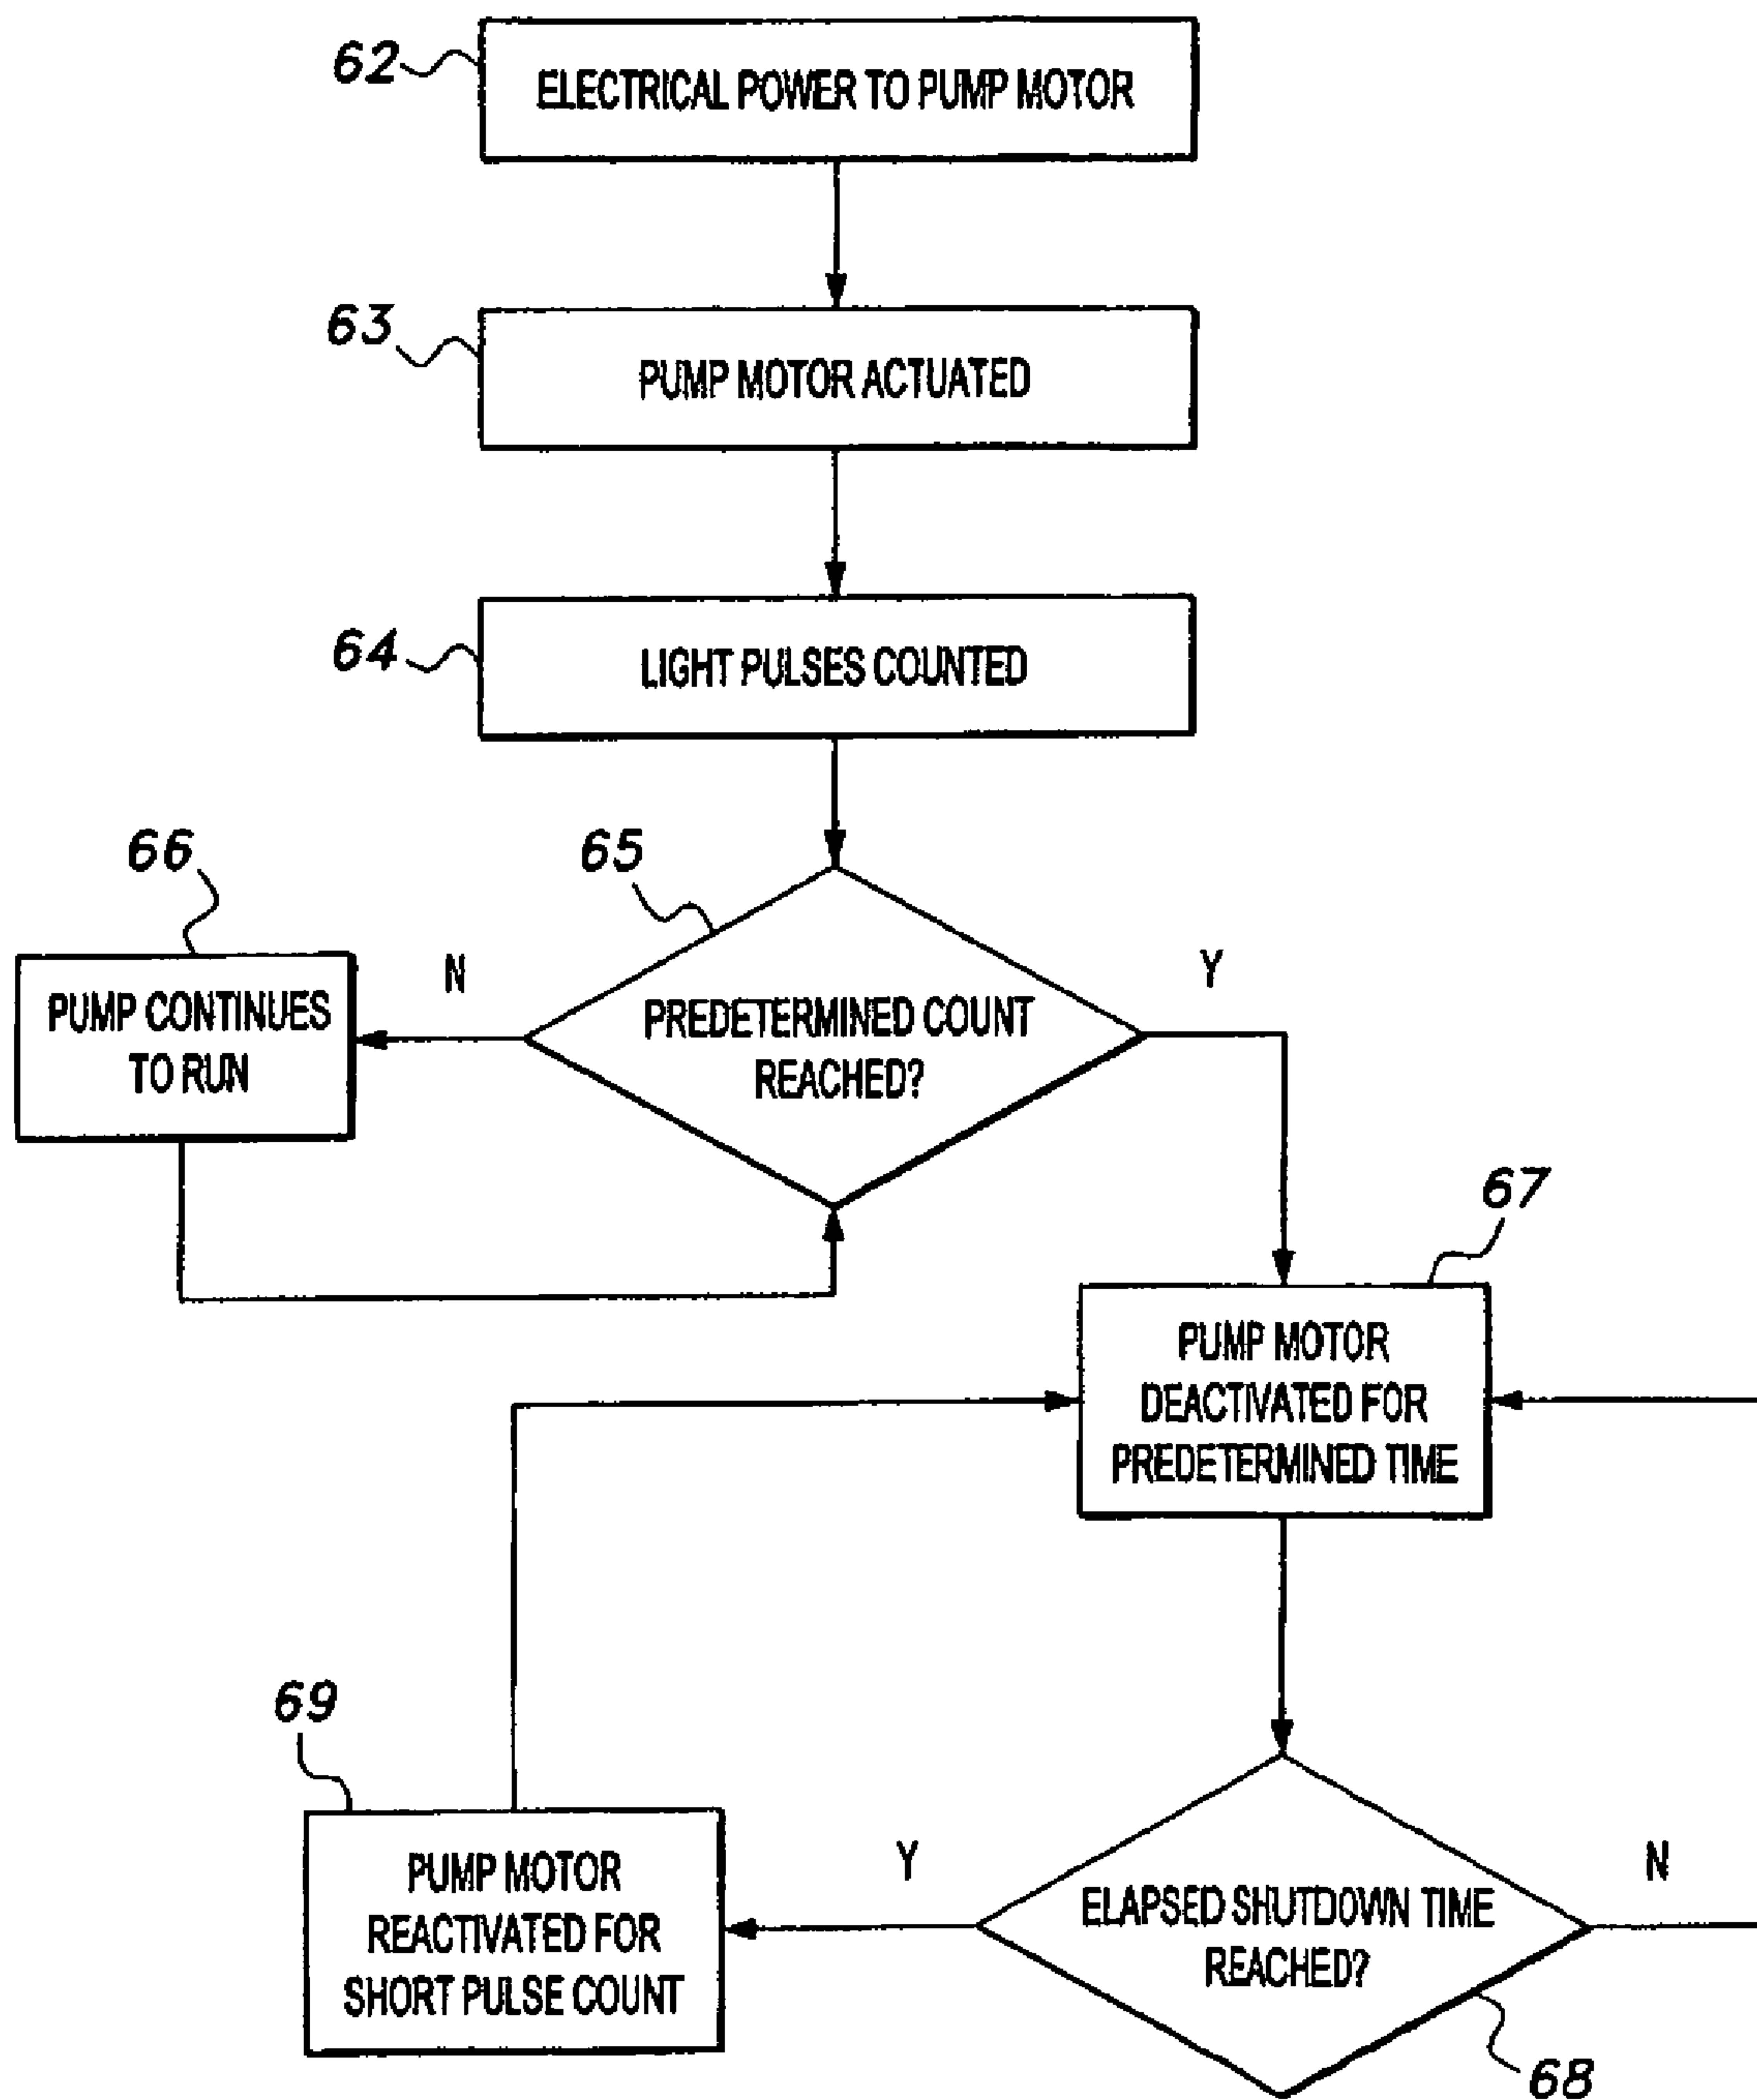 62
ELECTRICAL POWER TO PUMP MOTOR
63
PUMP MOTOR ACTUATED
64
LIGHT PULSES COUNTED
65
PREDETERMINED COUNT
REACHED?
N
Y
66
PUMP CONTINUES
TO RUN
67
PUMP MOTOR
DEACTIVATED FOR
PREDETERMINED TIME
68
ELAPSED SHUTDOWN TIME
REACHED?
Y
N
69
PUMP MOTOR
REACTIVATED FOR
SHORT PULSE COUNT